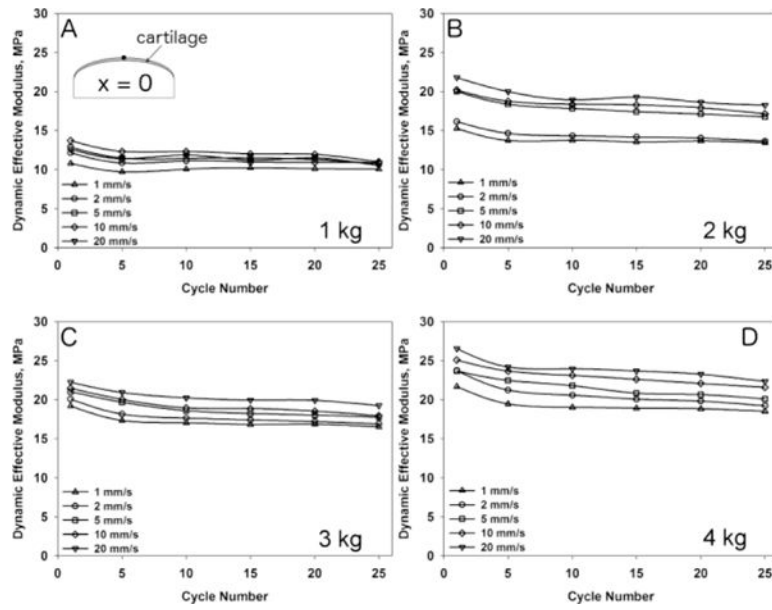 A
cartilage
x = 0
Dynamic Effective Modulus, MPa
30
25
20
15
10
5
0
1 mm/s
2 mm/s
5 mm/s
10 mm/s
20 mm/s
1 kg
0 5 10 15 20 25
Cycle Number
B
Dynamic Effective Modulus, MPa
30
25
20
15
10
5
0
1 mm/s
2 mm/s
5 mm/s
10 mm/s
20 mm/s
2 kg
0 5 10 15 20 25
Cycle Number
C
Dynamic Effective Modulus, MPa
30
25
20
15
10
5
0
1 mm/s
2 mm/s
5 mm/s
10 mm/s
20 mm/s
3 kg
0 5 10 15 20 25
Cycle Number
D
Dynamic Effective Modulus, MPa
30
25
20
15
10
5
0
1 mm/s
2 mm/s
5 mm/s
10 mm/s
20 mm/s
4 kg
0 5 10 15 20 25
Cycle Number